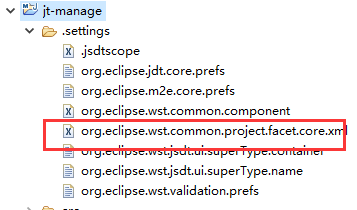 jt-manage
.settings
.jsdtscope
org.eclipse.jdt.core.prefs
org.eclipse.m2e.core.prefs
org.eclipse.wst.common.component
org.eclipse.wst.common.project.facet.core.xml
org.eclipse.wst.jsdt.ui.superType.container
org.eclipse.wst.jsdt.ui.superType.name
org.eclipse.wst.validation.prefs